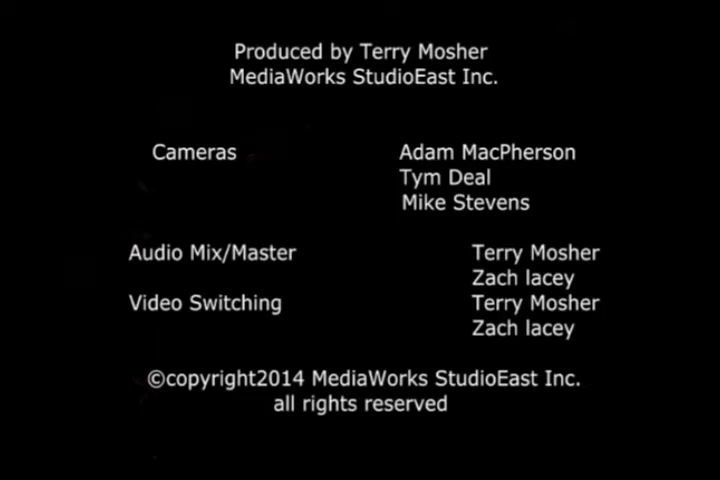 Produced by Terry Mosher
MediaWorks StudioEast Inc.
Cameras Adam MacPherson
Tym Deal
Mike Stevens
Audio Mix/Master Terry Mosher
Zach lacey
Video Switching Terry Mosher
Zach lacey
©copyright2014 MediaWorks StudioEast Inc.
all rights reserved